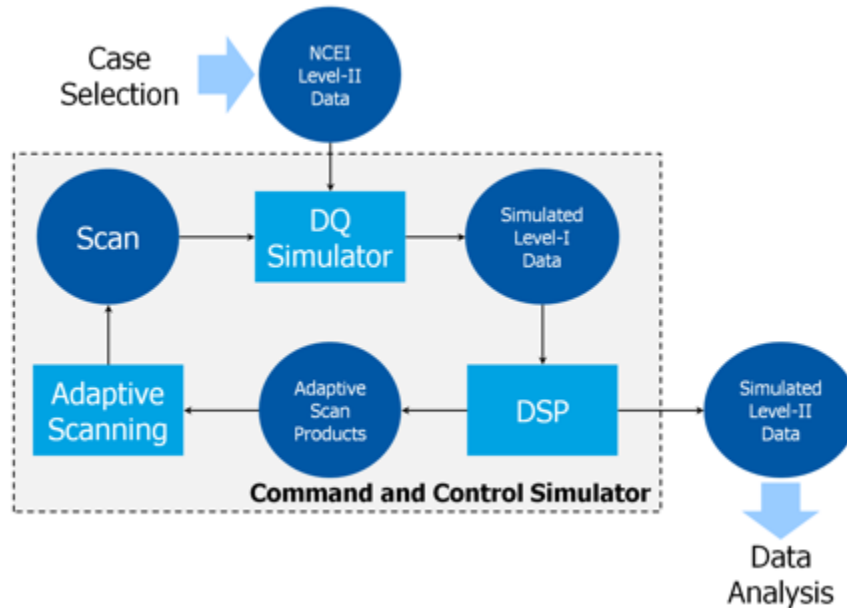 Case
Selection
NCEI
Level-II
Data
Scan
DQ
Simulator
Simulated
Level-I
Data
Adaptive
Scanning
Adaptive
Scan
Products
DSP
Simulated
Level-II
Data
Command and Control Simulator
Data
Analysis